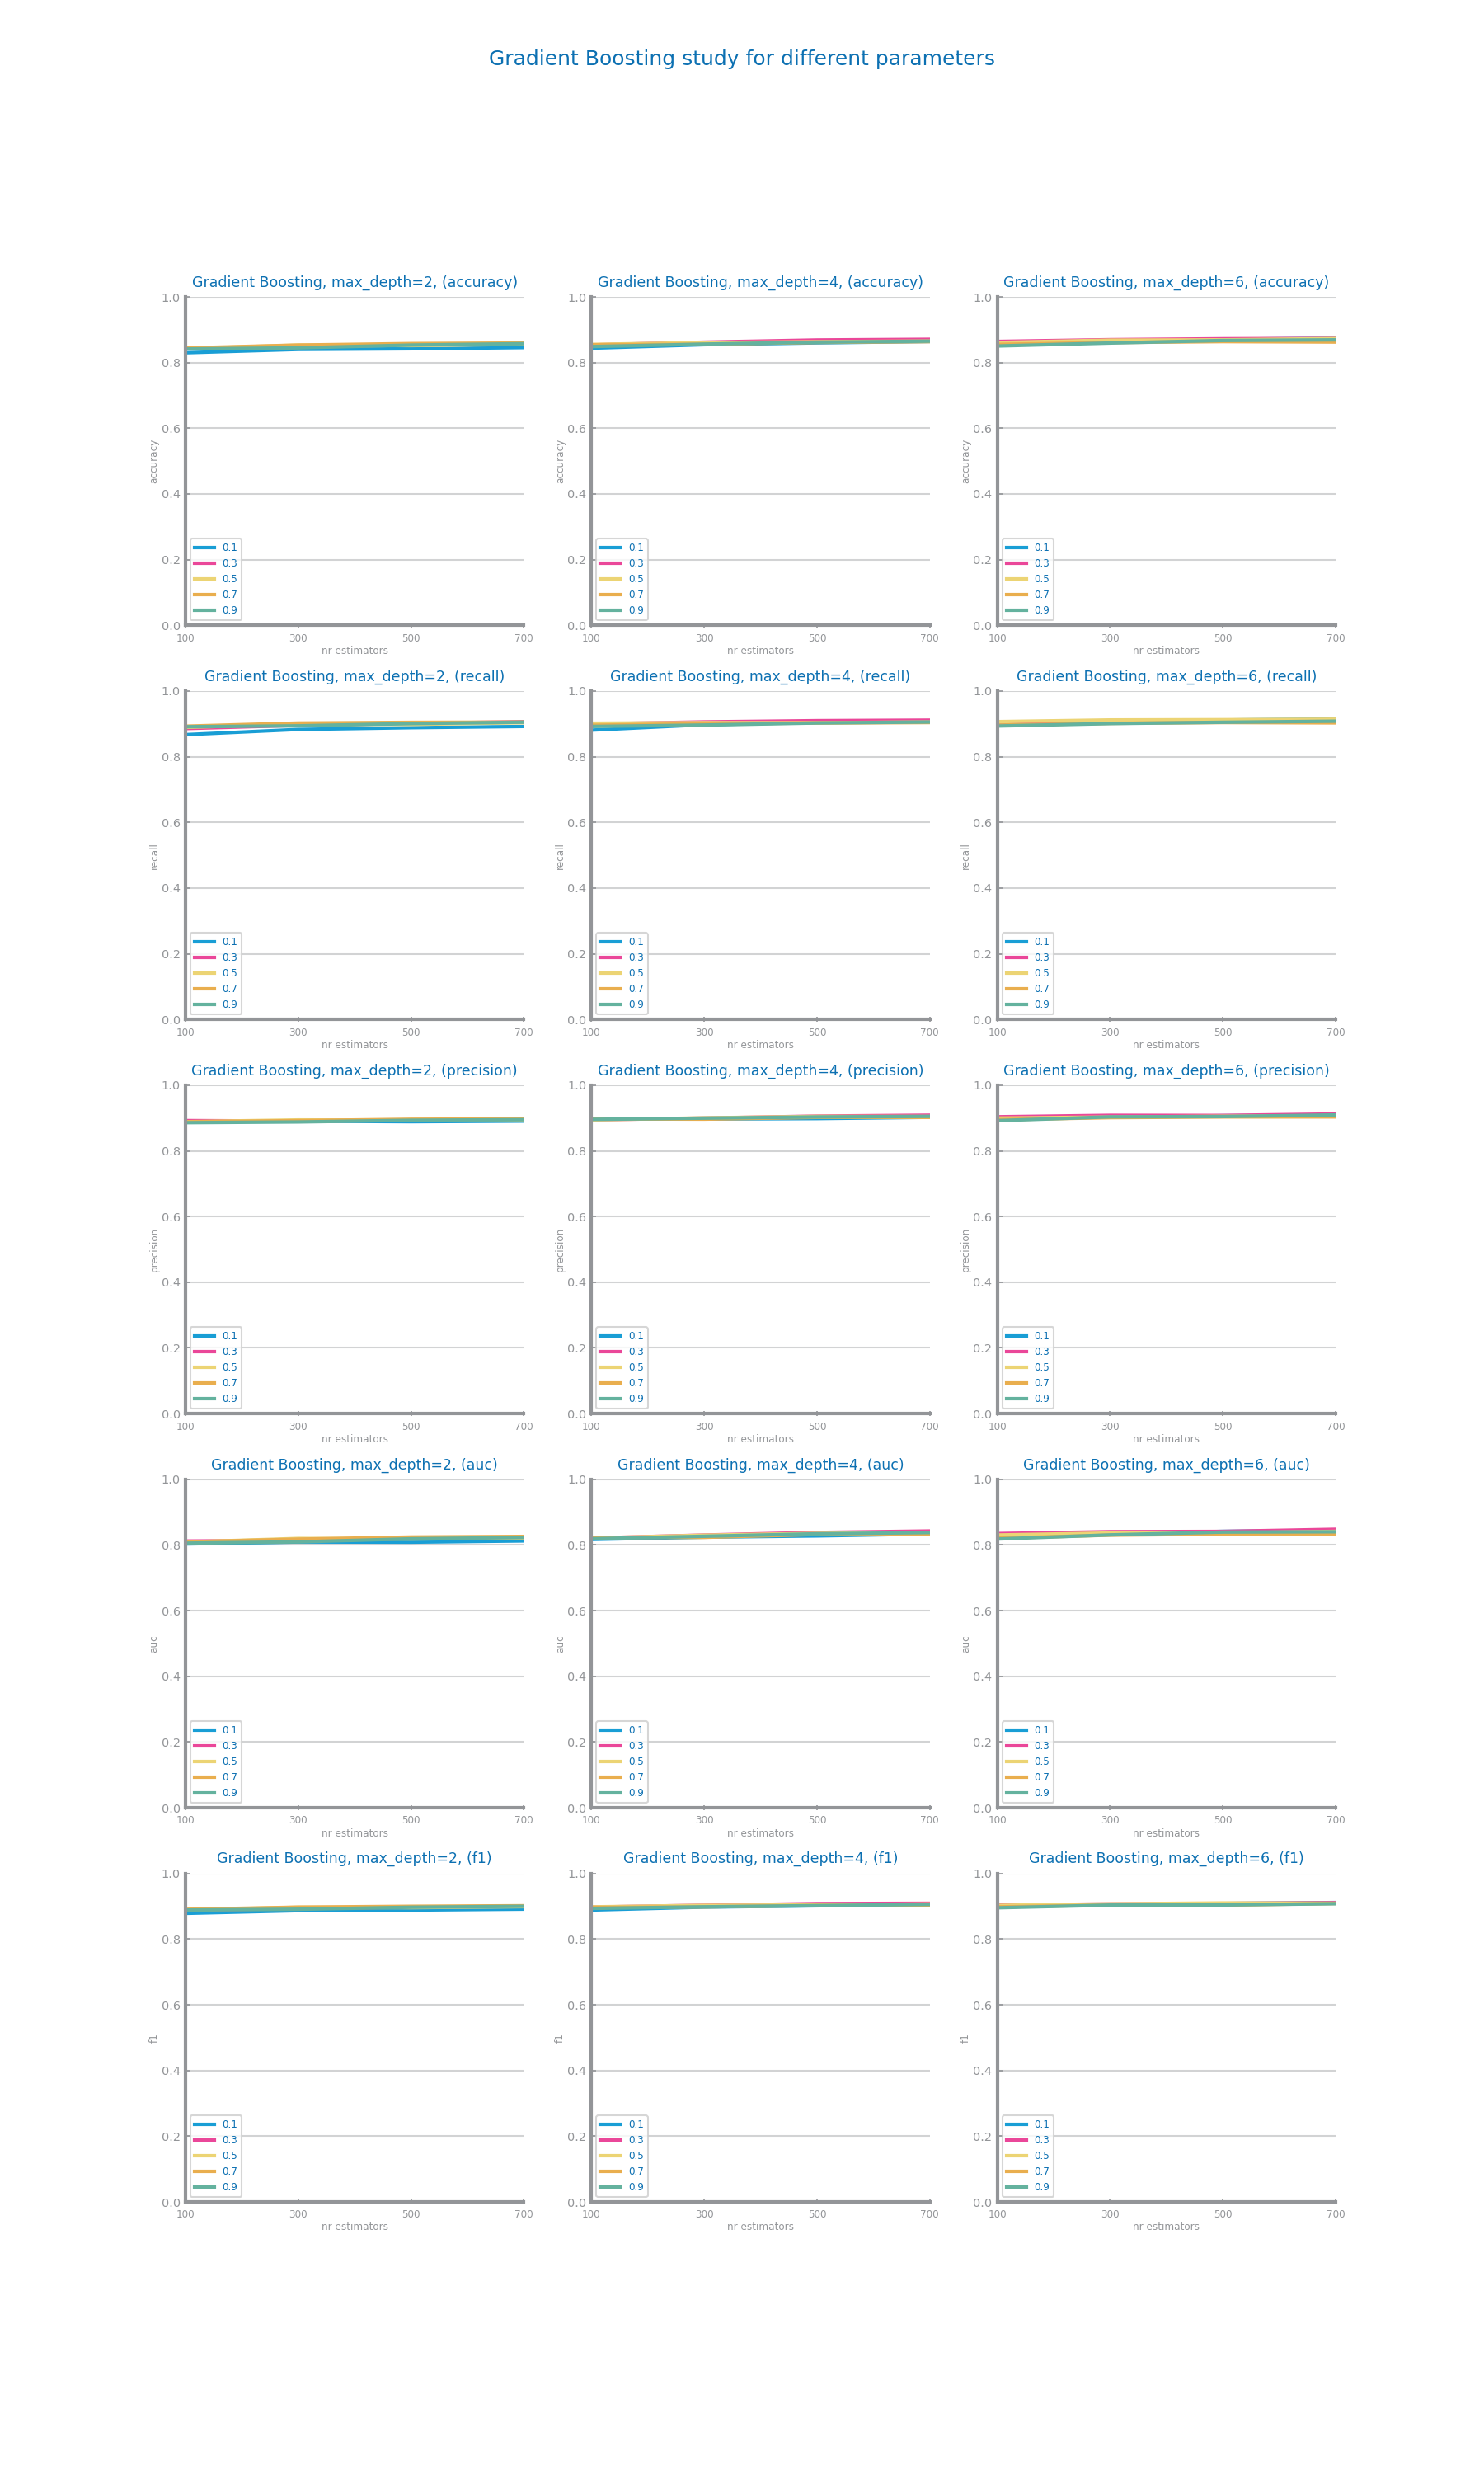 Gradient Boosting study for different parameters
Gradient Boosting, max_depth=2, (accuracy)
1.0
0.8
0.6
0.4
0.2
0.0
accuracy
0.1
0.3
0.5
0.7
0.9
100 300 500 700
nr estimators
Gradient Boosting, max_depth=4, (accuracy)
1.0
0.8
0.6
0.4
0.2
0.0
accuracy
0.1
0.3
0.5
0.7
0.9
100 300 500 700
nr estimators
Gradient Boosting, max_depth=6, (accuracy)
1.0
0.8
0.6
0.4
0.2
0.0
accuracy
0.1
0.3
0.5
0.7
0.9
100 300 500 700
nr estimators
Gradient Boosting, max_depth=2, (recall)
1.0
0.8
0.6
0.4
0.2
0.0
recall
0.1
0.3
0.5
0.7
0.9
100 300 500 700
nr estimators
Gradient Boosting, max_depth=4, (recall)
1.0
0.8
0.6
0.4
0.2
0.0
recall
0.1
0.3
0.5
0.7
0.9
100 300 500 700
nr estimators
Gradient Boosting, max_depth=6, (recall)
1.0
0.8
0.6
0.4
0.2
0.0
recall
0.1
0.3
0.5
0.7
0.9
100 300 500 700
nr estimators
Gradient Boosting, max_depth=2, (precision)
1.0
0.8
0.6
0.4
0.2
0.0
precision
0.1
0.3
0.5
0.7
0.9
100 300 500 700
nr estimators
Gradient Boosting, max_depth=4, (precision)
1.0
0.8
0.6
0.4
0.2
0.0
precision
0.1
0.3
0.5
0.7
0.9
100 300 500 700
nr estimators
Gradient Boosting, max_depth=6, (precision)
1.0
0.8
0.6
0.4
0.2
0.0
precision
0.1
0.3
0.5
0.7
0.9
100 300 500 700
nr estimators
Gradient Boosting, max_depth=2, (auc)
1.0
0.8
0.6
0.4
0.2
0.0
auc
0.1
0.3
0.5
0.7
0.9
100 300 500 700
nr estimators
Gradient Boosting, max_depth=4, (auc)
1.0
0.8
0.6
0.4
0.2
0.0
auc
0.1
0.3
0.5
0.7
0.9
100 300 500 700
nr estimators
Gradient Boosting, max_depth=6, (auc)
1.0
0.8
0.6
0.4
0.2
0.0
auc
0.1
0.3
0.5
0.7
0.9
100 300 500 700
nr estimators
Gradient Boosting, max_depth=2, (f1)
1.0
0.8
0.6
0.4
0.2
0.0
f1
0.1
0.3
0.5
0.7
0.9
100 300 500 700
nr estimators
Gradient Boosting, max_depth=4, (f1)
1.0
0.8
0.6
0.4
0.2
0.0
f1
0.1
0.3
0.5
0.7
0.9
100 300 500 700
nr estimators
Gradient Boosting, max_depth=6, (f1)
1.0
0.8
0.6
0.4
0.2
0.0
f1
0.1
0.3
0.5
0.7
0.9
100 300 500 700
nr estimators